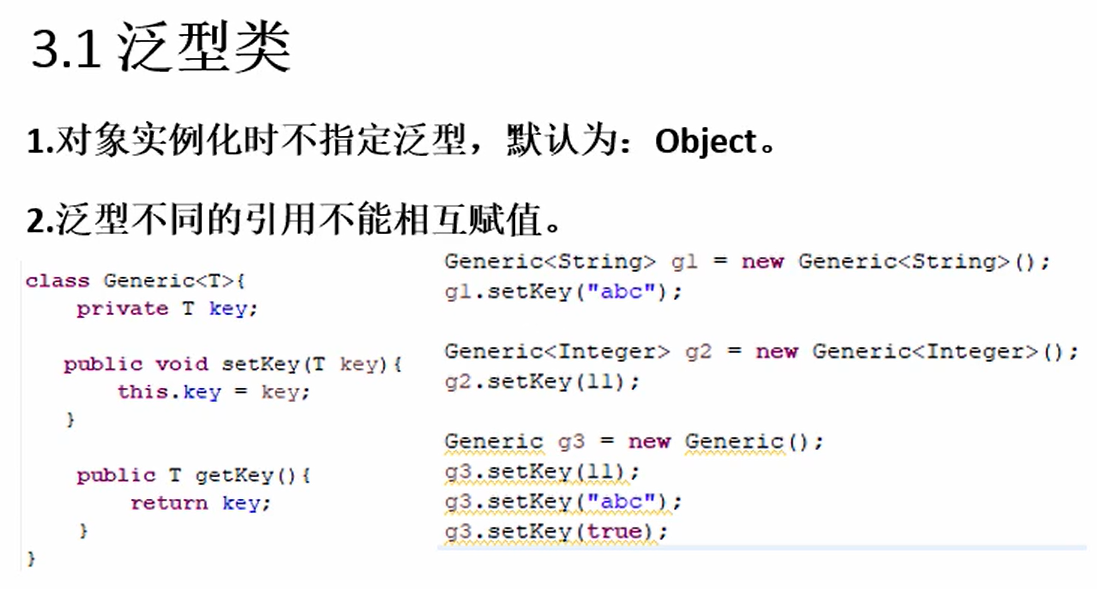 3.1 泛型类
1.对象实例化时不指定泛型，默认为：Object。
2.泛型不同的引用不能相互赋值。
class Generic<T>{
    private T key;
    public void setKey(T key){
        this.key = key;
    }
    public T getKey(){
        return key;
    }
}
Generic<String> g1 = new Generic<String>();
g1.setKey("abc");
Generic<Integer> g2 = new Generic<Integer>();
g2.setKey(11);
Generic g3 = new Generic();
g3.setKey(11);
g3.setKey("abc");
g3.setKey(true);